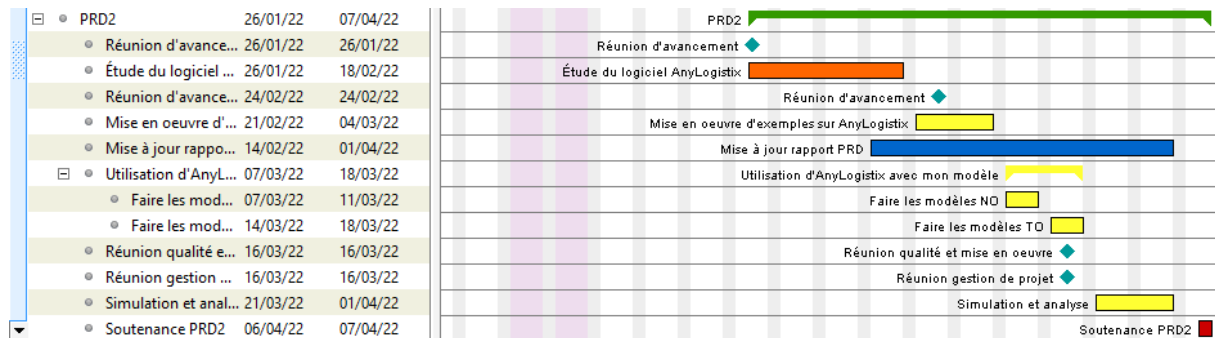 PRD2 26/01/22 07/04/22 PRD2
Réunion d'avance... 26/01/22 26/01/22 Réunion d'avancement
Étude du logiciel ... 26/01/22 18/02/22 Étude du logiciel AnyLogistix
Réunion d'avance... 24/02/22 24/02/22 Réunion d'avancement
Mise en oeuvre d'... 21/02/22 04/03/22 Mise en oeuvre d'exemples sur AnyLogistix
Mise à jour rappo... 14/02/22 01/04/22 Mise à jour rapport PRD
Utilisation d'AnyL... 07/03/22 18/03/22 Utilisation d'AnyLogistix avec mon modèle
Faire les mod... 07/03/22 11/03/22 Faire les modèles NO
Faire les mod... 14/03/22 18/03/22 Faire les modèles TO
Réunion qualité e... 16/03/22 16/03/22 Réunion qualité et mise en oeuvre
Réunion gestion ... 16/03/22 16/03/22 Réunion gestion de projet
Simulation et anal... 21/03/22 01/04/22 Simulation et analyse
Soutenance PRD2 06/04/22 07/04/22 Soutenance PRD2